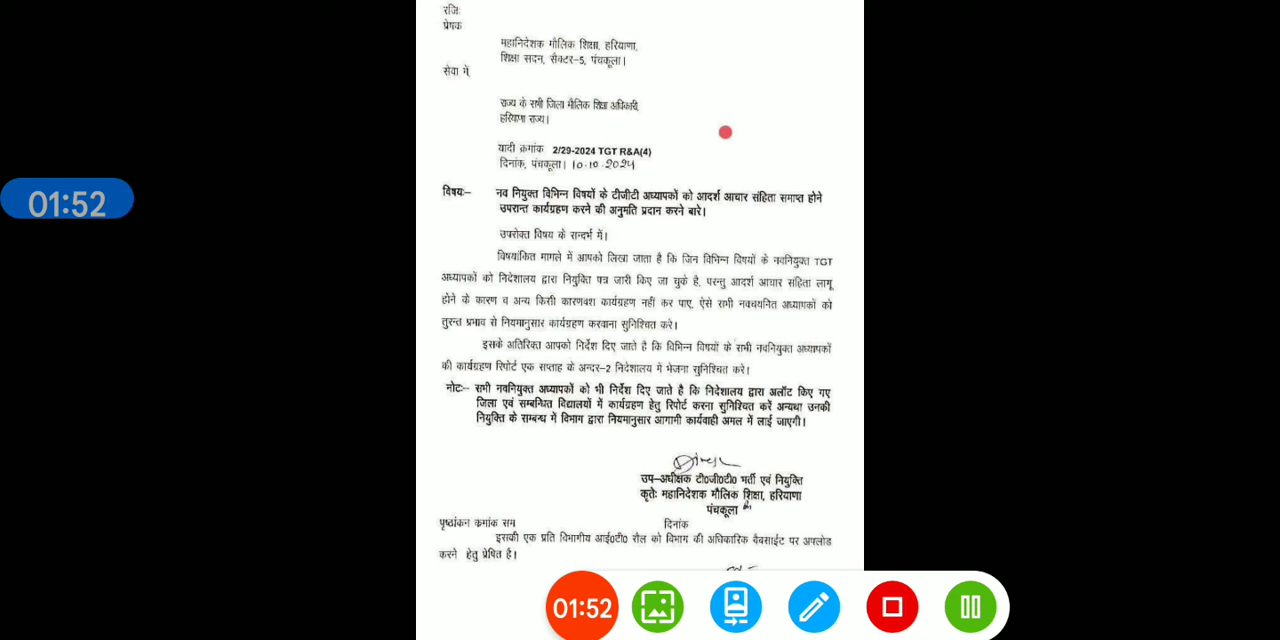 रजि:
प्रेषक
महानिदेशक मौलिक शिक्षा, हरियाणा,
शिक्षा सदन, सैक्टर-5, पंचकूला।
सेवा में,
राज्य के सभी जिला मौलिक शिक्षा अधिकारी,
हरियाणा राज्य।
यादी क्रमांक 2/29-2024 TGT R&A(4)
दिनांक, पंचकूला। 10.10.2024
01:52
विषय:- नव नियुक्त विभिन्न विषयों के टीजीटी अध्यापकों को आदर्श आचार संहिता समाप्त होने
उपरान्त कार्यग्रहण करने की अनुमति प्रदान करने बारे।
उपरोक्त विषय के सन्दर्भ में।
विषयांकित मामले में आपको लिखा जाता है कि जिन विभिन्न विषयों के नवनियुक्त TGT
अध्यापकों को निदेशालय द्वारा नियुक्ति पत्र जारी किए जा चुके है, परन्तु आदर्श आचार संहिता लागू
होने के कारण व अन्य किसी कारणवश कार्यग्रहण नहीं कर पाए, ऐसे सभी नवचयनित अध्यापकों को
तुरन्त प्रभाव से नियमानुसार कार्यग्रहण करवाना सुनिश्चित करे।
इसके अतिरिक्त आपको निर्देश दिए जाते है कि विभिन्न विषयों के सभी नवनियुक्त अध्यापकों
की कार्यग्रहण रिपोर्ट एक सप्ताह के अन्दर-2 निदेशालय में भेजना सुनिश्चित करें।
नोट:- सभी नवनियुक्त अध्यापकों को भी निर्देश दिए जाते है कि निदेशालय द्वारा अलॉट किए गए
जिला एवं सम्बन्धित विद्यालयों में कार्यग्रहण हेतु रिपोर्ट करना सुनिश्चित करें अन्यथा उनकी
नियुक्ति के सम्बन्ध में विभाग द्वारा नियमानुसार आगामी कार्यवाही अमल में लाई जाएगी।
उप-अधीक्षक टी0जी0टी0 भर्ती एवं नियुक्ति
कृते: महानिदेशक मौलिक शिक्षा, हरियाणा
पंचकूला
पृष्ठांकन क्रमांक सम दिनांक
इसकी एक प्रति विभागीय आई0टी0 सैल को विभाग की अधिकारिक वैबसाईट पर अपलोड
करने हेतु प्रेषित है।
01:52